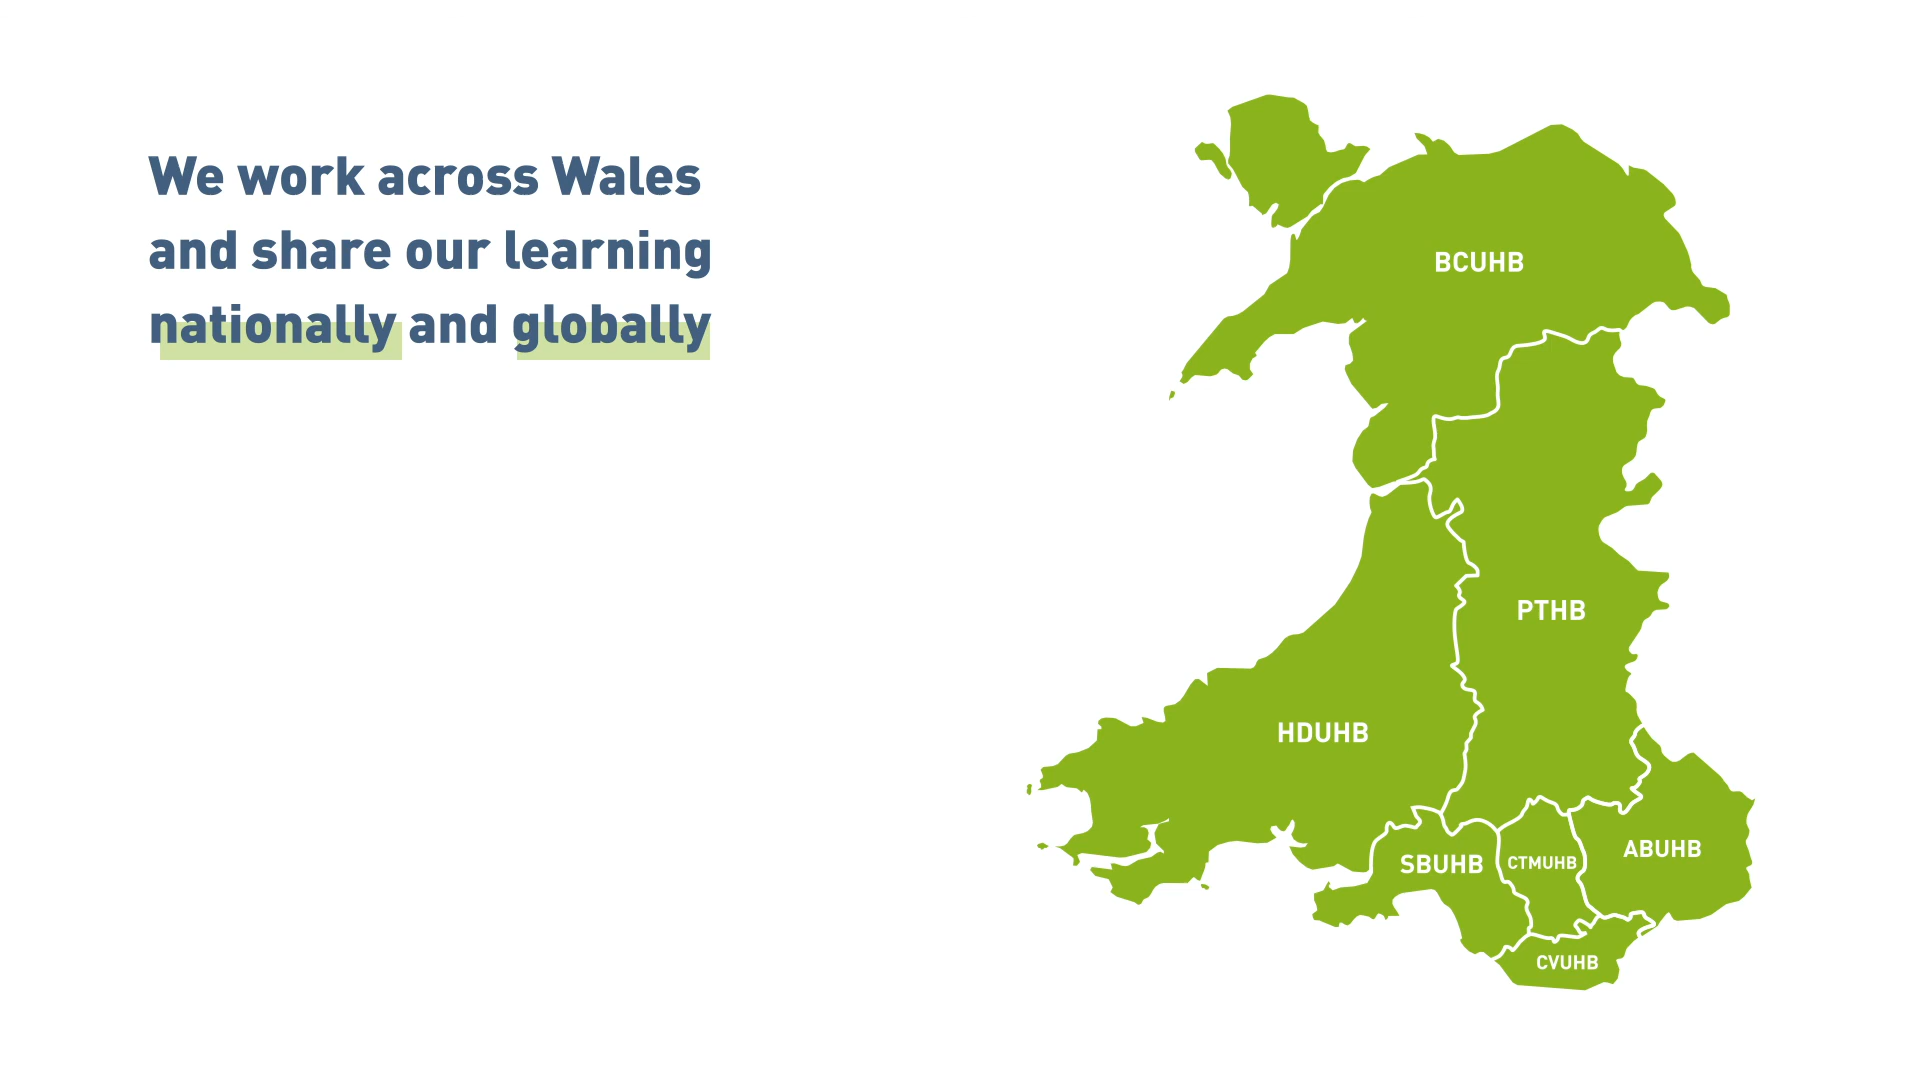 We work across Wales
and share our learning
nationally and globally
BCUHB
PTHB
HDUHB
ABUHB
SBUHB
CTMUHB
CVUHB